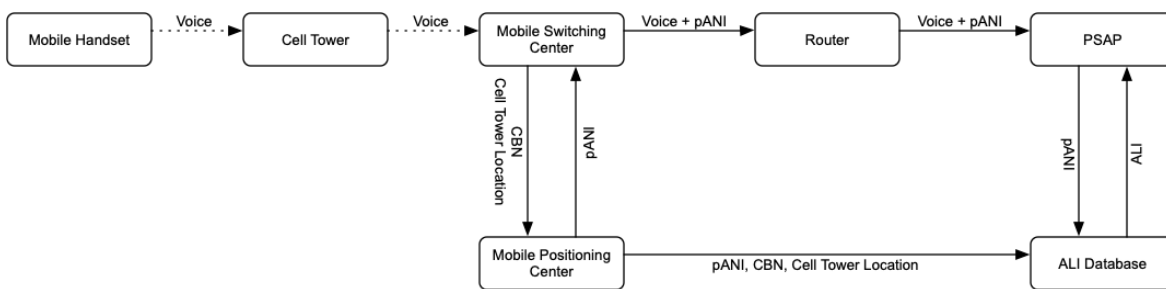 Voice
Voice
Voice + pANI
Voice + pANI
Mobile Handset
Cell Tower
Mobile Switching
Center
Router
PSAP
CBN
Cell Tower Location
pANI
pANI
ALI
Mobile Positioning
Center
pANI, CBN, Cell Tower Location
ALI Database